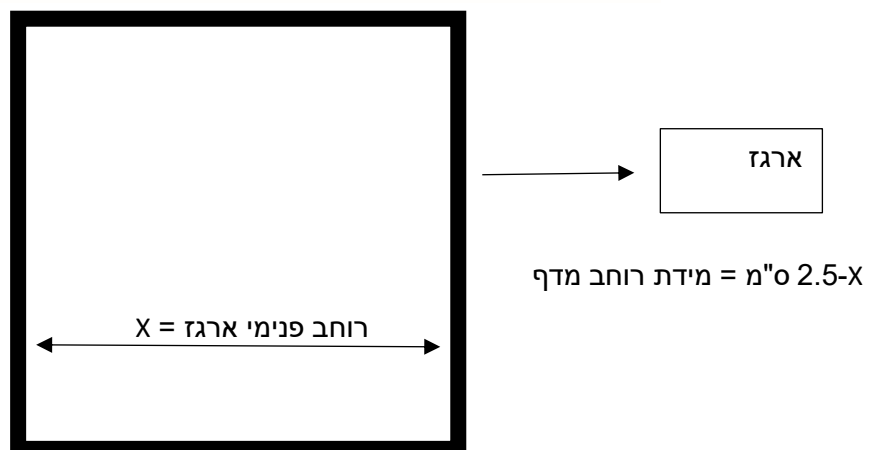 ארגז
X-2.5 ס"מ = מידת רוחב מדף
רוחב פנימי ארגז = X